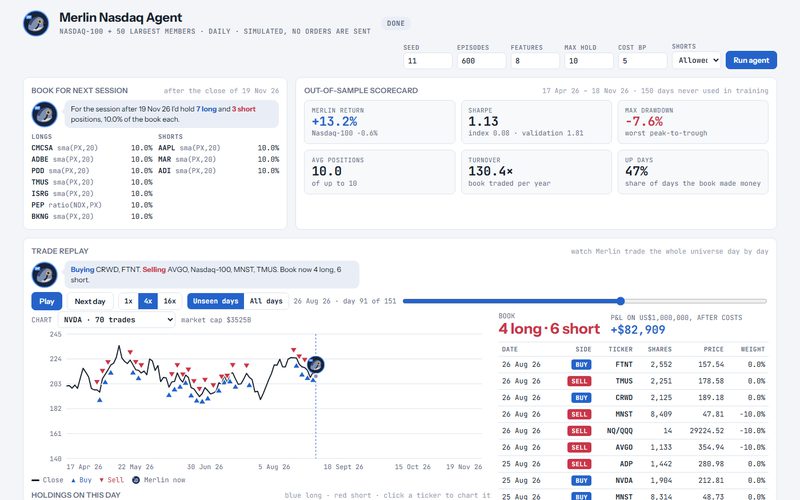 Merlin Nasdaq Agent
NASDAQ-100 + 50 LARGEST MEMBERS · DAILY · SIMULATED, NO ORDERS ARE SENT
DONE
SEED EPISODES FEATURES MAX HOLD COST BP SHORTS
11 600 8 10 5 Allowed Run agent
BOOK FOR NEXT SESSION after the close of 19 Nov 26
For the session after 19 Nov 26 I'd hold 7 long and 3 short
positions, 10.0% of the book each.
LONGS SHORTS
CMCSA sma(PX,20) 10.0% AAPL sma(PX,20) 10.0%
ADBE sma(PX,20) 10.0% MAR sma(PX,20) 10.0%
PDD sma(PX,20) 10.0% ADI sma(PX,20) 10.0%
TMUS sma(PX,20) 10.0%
ISRG sma(PX,20) 10.0%
PEP ratio(NDX,PX) 10.0%
BKNG sma(PX,20) 10.0%
OUT-OF-SAMPLE SCORECARD 17 Apr 26 – 18 Nov 26 · 150 days never used in training
MERLIN RETURN
+13.2%
Nasdaq-100 -0.6%
SHARPE
1.13
index 0.08 · validation 1.81
MAX DRAWDOWN
-7.6%
worst peak-to-trough
AVG POSITIONS
10.0
of up to 10
TURNOVER
130.4×
book traded per year
UP DAYS
47%
share of days the book made money
TRADE REPLAY watch Merlin trade the whole universe day by day
Buying CRWD, FTNT. Selling AVGO, Nasdaq-100, MNST, TMUS. Book now 4 long, 6
short.
Play Next day 1x 4x 16x Unseen days All days 26 Aug 26 · day 91 of 151
CHART NVDA · 70 trades market cap $3525B
245
224
203
182
161
140
17 Apr 26 22 May 26 30 Jun 26 5 Aug 26 10 Sept 26 15 Oct 26 19 Nov 26
Close Buy Sell Merlin now
BOOK
4 long · 6 short
P&L ON US$1,000,000, AFTER COSTS
+$82,909
DATE SIDE TICKER SHARES PRICE WEIGHT
26 Aug 26 BUY FTNT 2,552 157.54 0.0%
26 Aug 26 SELL TMUS 2,251 178.58 0.0%
26 Aug 26 BUY CRWD 2,125 189.18 0.0%
26 Aug 26 SELL MNST 8,409 47.81 -10.0%
26 Aug 26 SELL NQ/QQQ 14 29224.52 -10.0%
26 Aug 26 SELL AVGO 1,133 354.94 -10.0%
25 Aug 26 SELL ADP 1,442 280.98 0.0%
25 Aug 26 BUY NVDA 1,904 212.81 0.0%
25 Aug 26 BUY MNST 8,314 48.73 0.0%
HOLDINGS ON THIS DAY blue long · red short · click a ticker to chart it